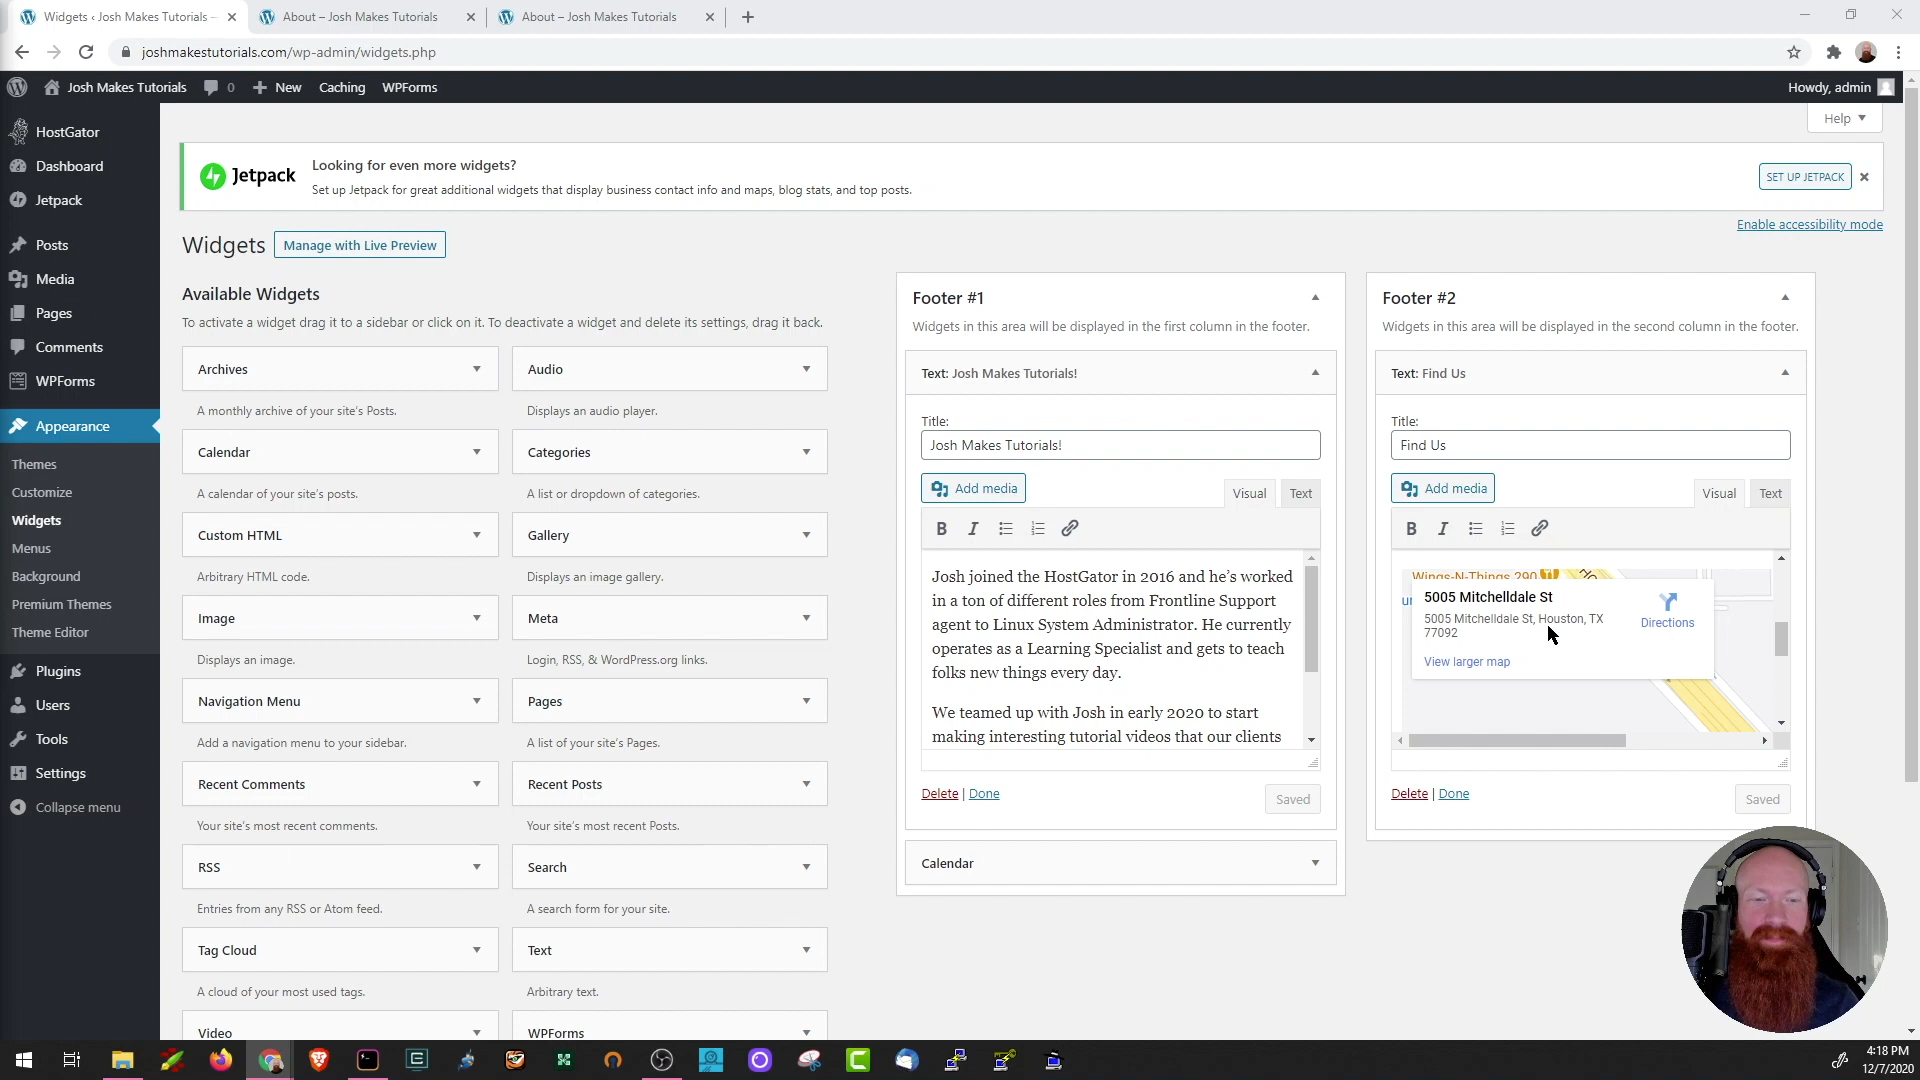 Widgets ‹ Josh Makes Tutorials –
About – Josh Makes Tutorials
About – Josh Makes Tutorials
joshmakestutorials.com/wp-admin/widgets.php
Josh Makes Tutorials
0
New
Caching
WPForms
Howdy, admin
HostGator
Dashboard
Jetpack
Posts
Media
Pages
Comments
WPForms
Appearance
Themes
Customize
Widgets
Menus
Background
Premium Themes
Theme Editor
Plugins
Users
Tools
Settings
Collapse menu
Help
Jetpack
Looking for even more widgets?
Set up Jetpack for great additional widgets that display business contact info and maps, blog stats, and top posts.
SET UP JETPACK
Enable accessibility mode
Widgets
Manage with Live Preview
Available Widgets
To activate a widget drag it to a sidebar or click on it. To deactivate a widget and delete its settings, drag it back.
Archives
Audio
A monthly archive of your site's Posts.
Displays an audio player.
Calendar
Categories
A calendar of your site's posts.
A list or dropdown of categories.
Custom HTML
Gallery
Arbitrary HTML code.
Displays an image gallery.
Image
Meta
Displays an image.
Login, RSS, & WordPress.org links.
Navigation Menu
Pages
Add a navigation menu to your sidebar.
A list of your site's Pages.
Recent Comments
Recent Posts
Your site's most recent comments.
Your site's most recent Posts.
RSS
Search
Entries from any RSS or Atom feed.
A search form for your site.
Tag Cloud
Text
A cloud of your most used tags.
Arbitrary text.
Video
WPForms
Footer #1
Widgets in this area will be displayed in the first column in the footer.
Text: Josh Makes Tutorials!
Title:
Josh Makes Tutorials!
Add media
Visual
Text
B I
Josh joined the HostGator in 2016 and he's worked
in a ton of different roles from Frontline Support
agent to Linux System Administrator. He currently
operates as a Learning Specialist and gets to teach
folks new things every day.
We teamed up with Josh in early 2020 to start
making interesting tutorial videos that our clients
Delete | Done
Saved
Calendar
Footer #2
Widgets in this area will be displayed in the second column in the footer.
Text: Find Us
Title:
Find Us
Add media
Visual
Text
B I
Wings-N-Things 290
5005 Mitchelldale St
5005 Mitchelldale St, Houston, TX
77092
Directions
View larger map
Delete | Done
Saved
4:18 PM
12/7/2020